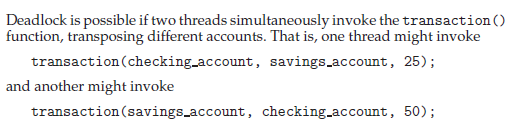 Deadlock is possible if two threads simultaneously invoke the transaction()
function, transposing different accounts. That is, one thread might invoke
transaction(checking_account, savings_account, 25);
and another might invoke
transaction(savings_account, checking_account, 50);